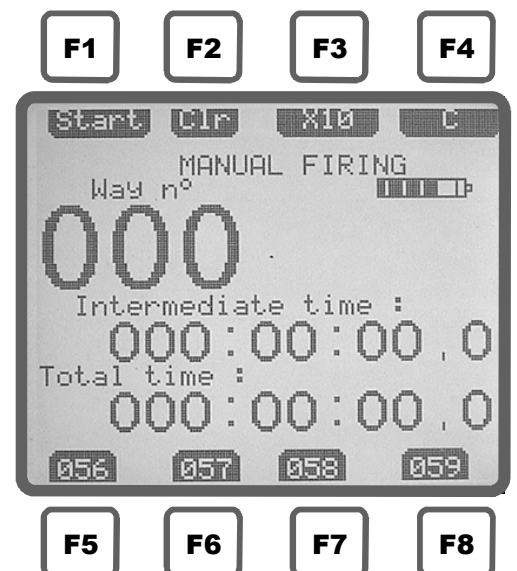 F1 F2 F3 F4
Start Clr X10 C
MANUAL FIRING
Way n°
000
Intermediate time :
000:00:00,0
Total time :
000:00:00,0
056 057 058 059
F5 F6 F7 F8